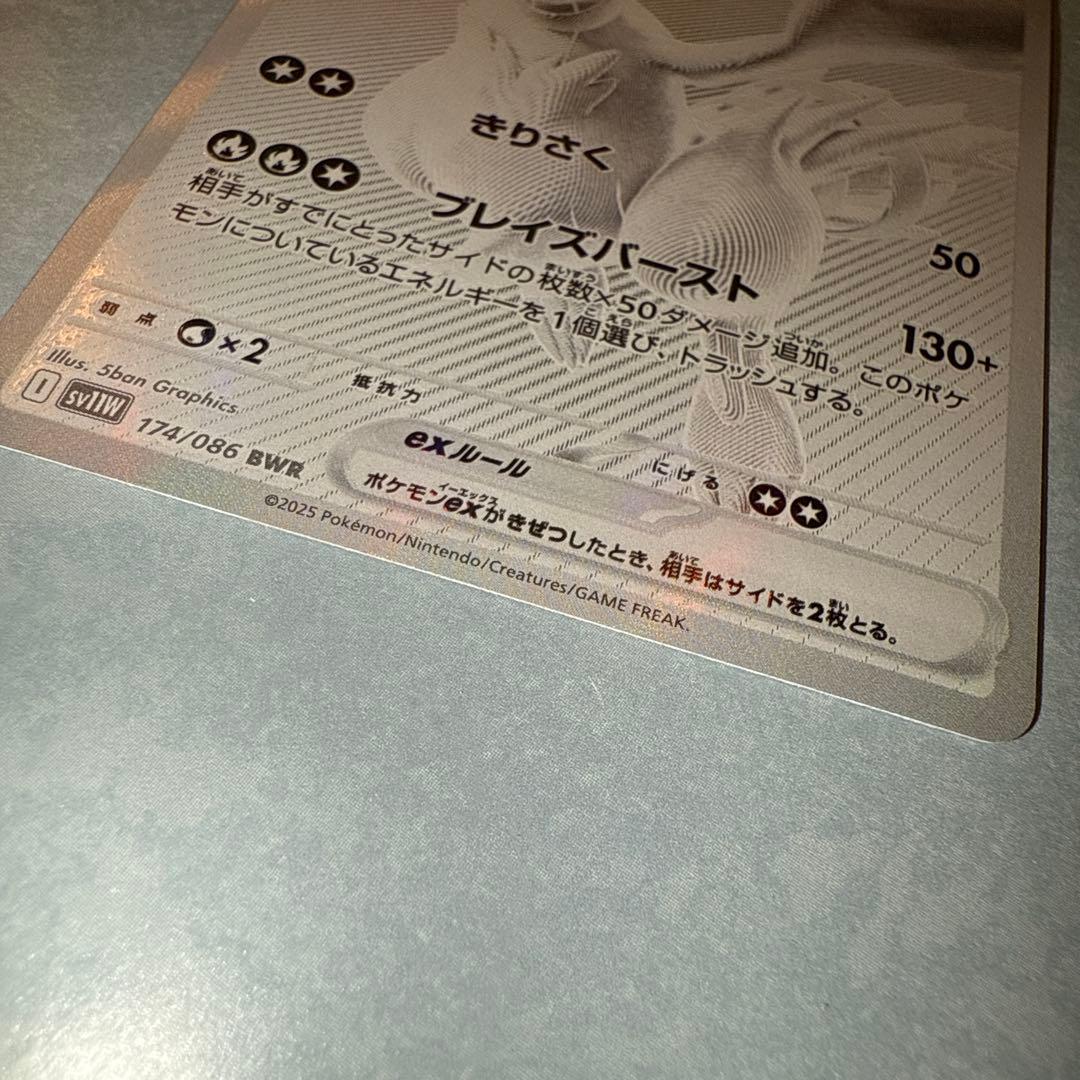 きりさく
50
ブレイズバースト
130+
相手がすでにとったサイドの枚数×50ダメージ追加。このポケ
モンについているエネルギーを1個選び、トラッシュする。
弱点
×2
抵抗力
にげる
Illus. 5ban Graphics
I SV11W 174/086 BWR
exルール
ポケモンexがきぜつしたとき、相手はサイドを2枚とる。
©2025 Pokémon/Nintendo/Creatures/GAME FREAK.